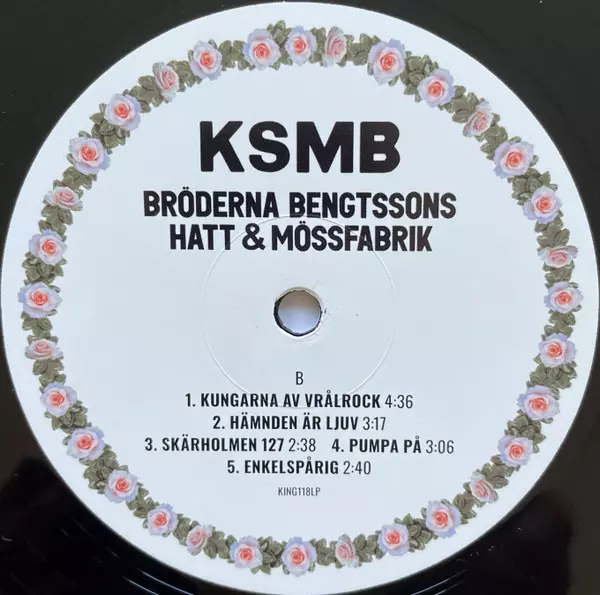 KSMB
BRÖDERNA BENGTSSONS
HATT & MÖSSFABRIK
B
1. KUNGARNA AV VRÅLROCK 4:36
2. HÄMNDEN ÄR LJUV 3:17
3. SKÄRHOLMEN 127 2:38 4. PUMPA PÅ 3:06
5. ENKELSPÅRIG 2:40
KING118LP